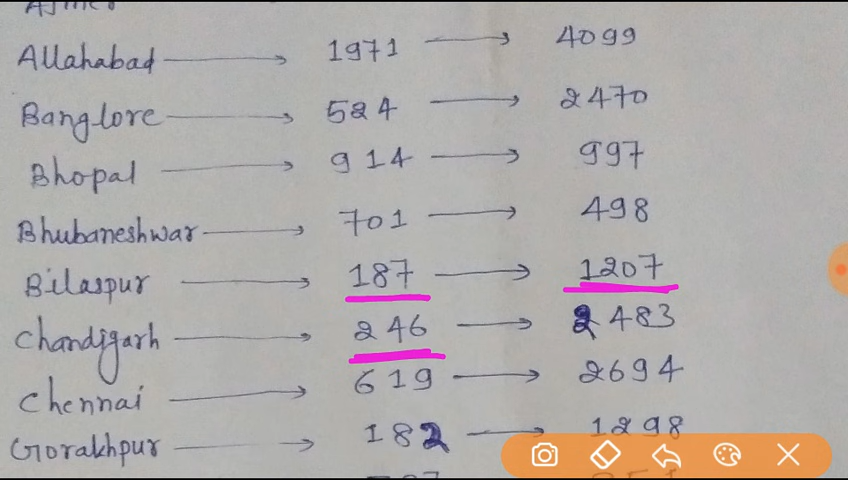 Allahabad → 1971 → 4099
Banglore → 524 → 2470
Bhopal → 914 → 997
Bhubaneshwar → 701 → 498
Bilaspur → 187 → 1207
Chandigarh → 246 → 2483
Chennai → 619 → 2694
Gorakhpur → 182 → 1298